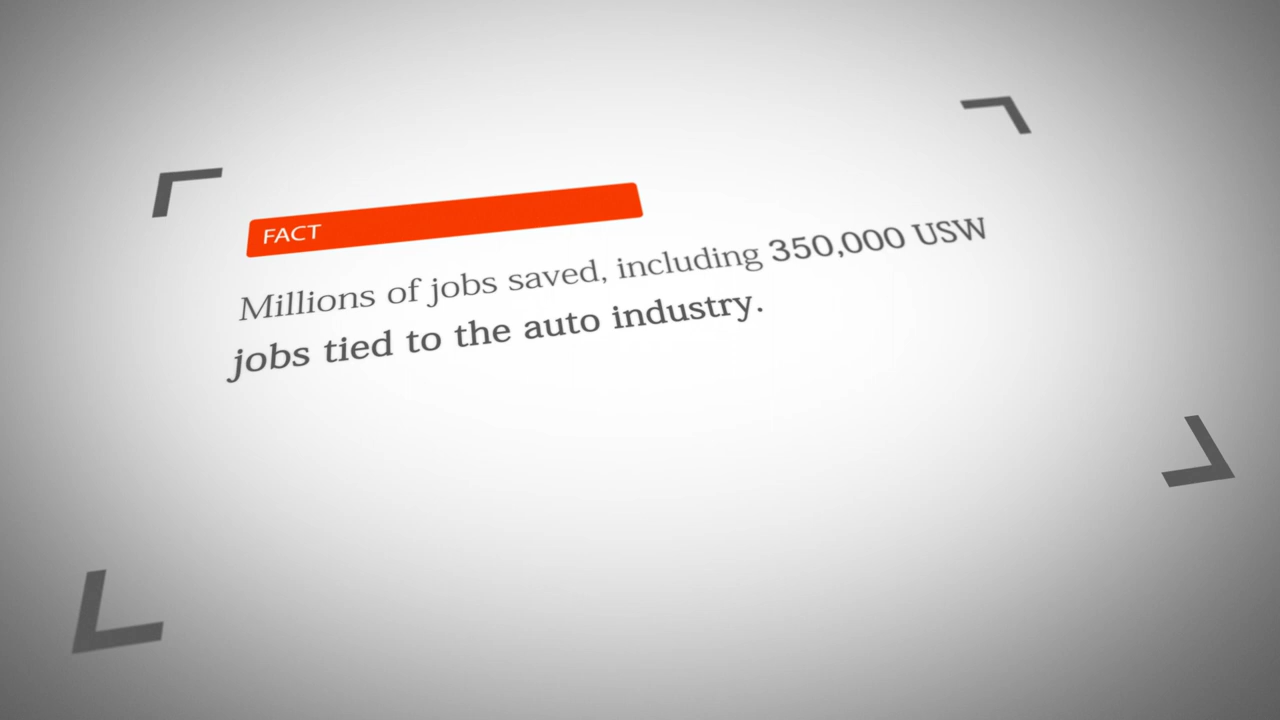 FACT
Millions of jobs saved, including 350,000 USW
jobs tied to the auto industry.